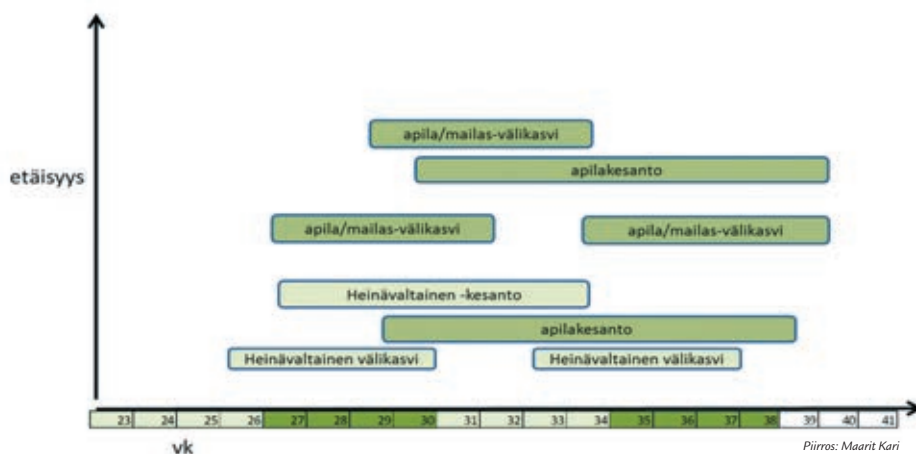 apila/mailas-välikasvi
apilakesanto
etäisyys
apila/mailas-välikasvi apila/mailas-välikasvi
Heinävaltainen -kesanto
apilakesanto
Heinävaltainen välikasvi Heinävaltainen välikasvi
23 24 25 26 27 28 29 30 31 32 33 34 35 36 37 38 39 40 41
vk
Piirros: Maarit Kari